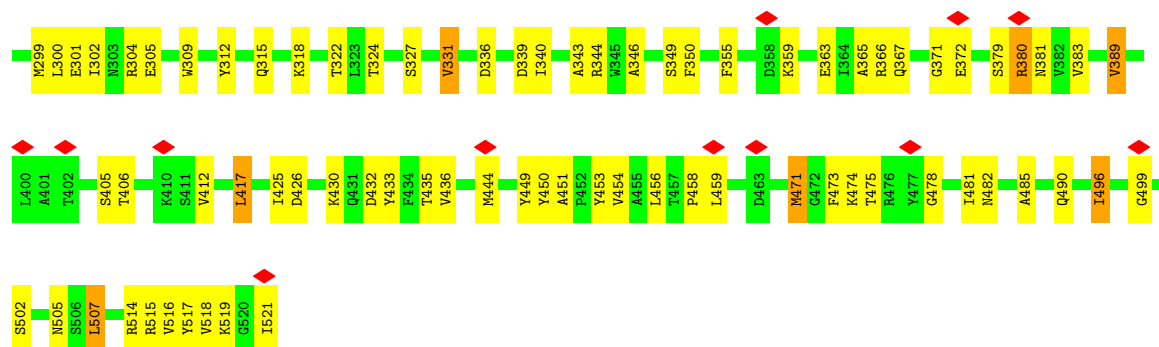 M299 L300 E301 I302 N303 R304 E305 W309 Y312 Q315 K318 T322 L323 T324 S327 V331 D336 D339 I340 A343 R344 W345 A346 S349 F350 F355 D358 K359 E363 I364 A365 R366 Q367 G371 E372 S379 R380 N381 V382 V383 V389
L400 A401 T402 S405 T406 K410 S411 V412 L417 I425 D426 K430 Q431 D432 Y433 F434 T435 V436 M444 Y449 Y450 A451 P452 Y453 V454 A455 L456 T457 P458 L459 D463 M471 G472 F473 K474 T475 R476 Y477 G478 I481 N482 A485 Q490 I496 G499
S502 N505 S506 L507 R514 R515 V516 Y517 V518 K519 G520 I521